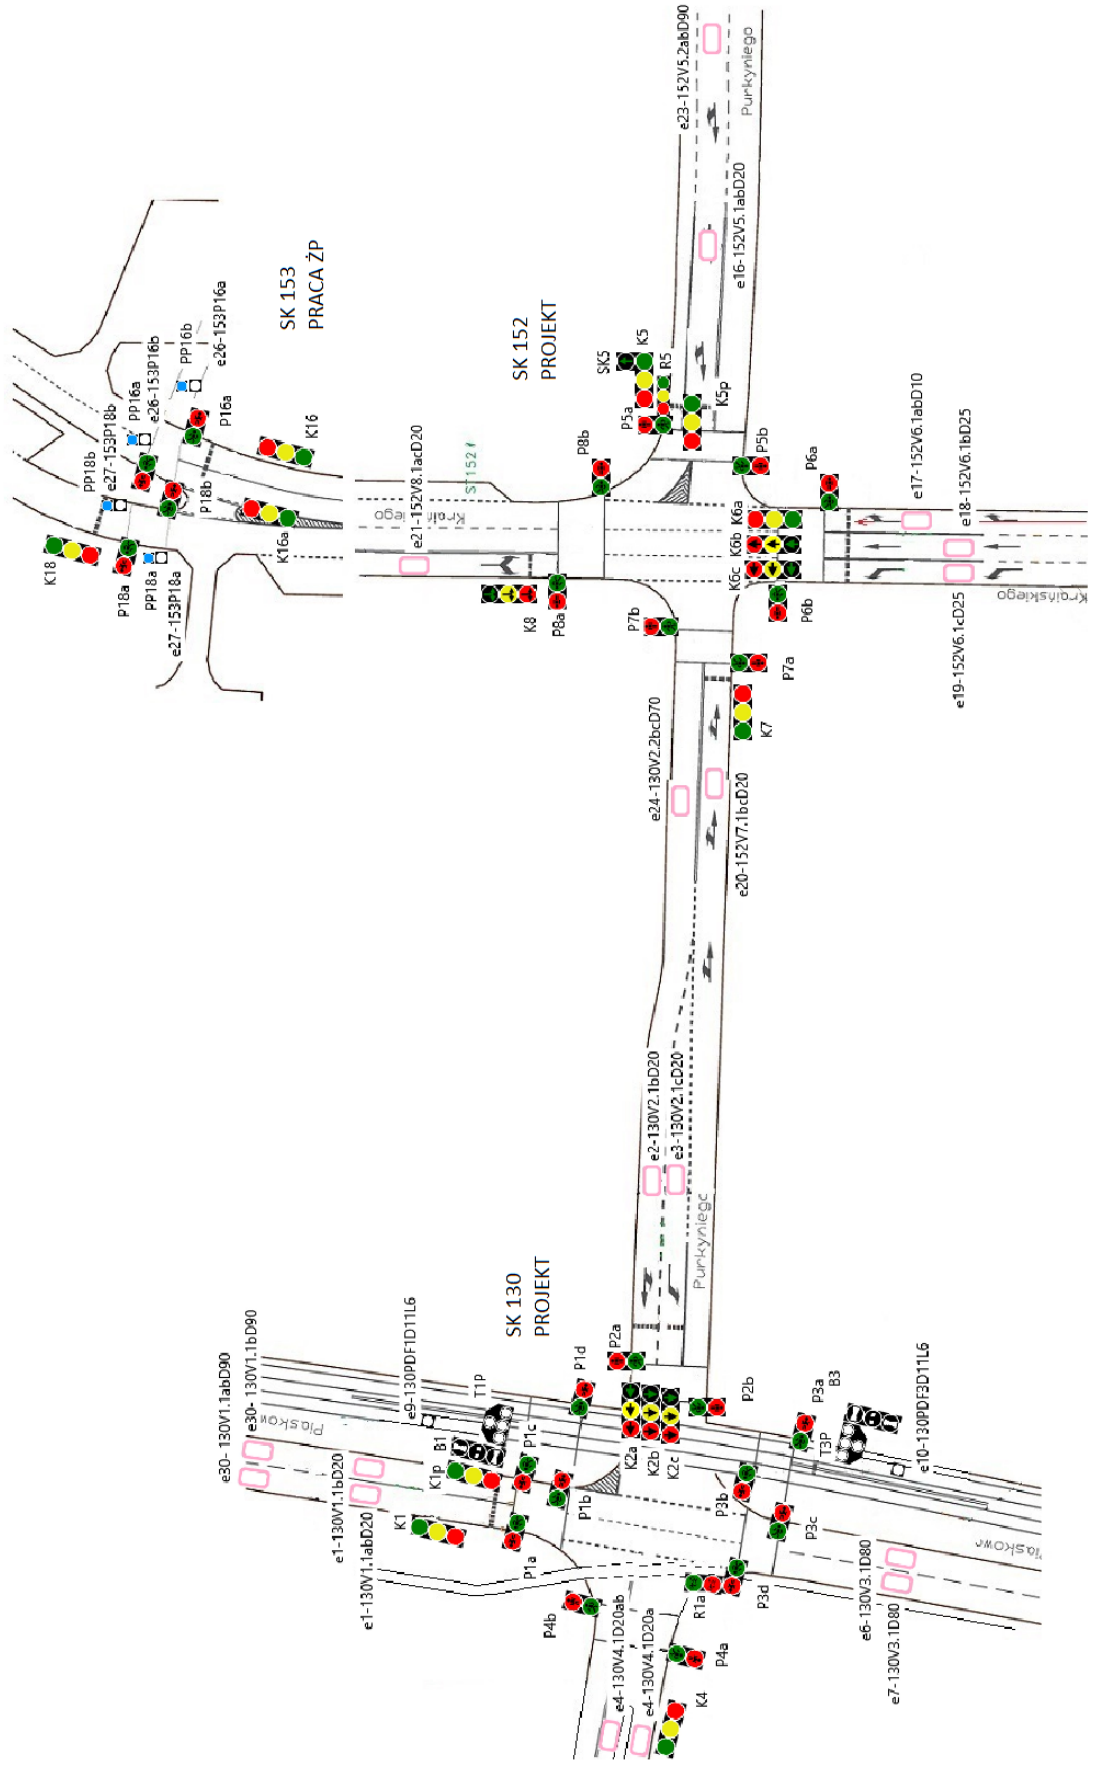 SK 153
PRACA ŻP
SK 152
PROJEKT
SK 130
PROJEKT
K18
PP18b
e27-153P18b
PP16a
e26-153P16b
PP16b
e26-153P16a
P18a
PP18a
e27-153P18a
P18b
P16a
K16
K16a
e21-152V8.1acD20
Kraińskiego
ST152
K8
P8a
P8b
P5a
SK5
K5
R5
K5p
e23-152V5.2abD90
Purkyniego
e16-152V5.1abD20
P5b
P6a
K6a
K6b
K6c
P6b
e17-152V6.1abD10
e18-152V6.1bD25
e19-152V6.1cD25
Kraińskiego
P7b
P7a
K7
e24-130V2.2bcD70
e20-152V7.1bcD20
e2-130V2.1bD20
e3-130V2.1cD20
Purkyniego
P2a
P2b
K2a
K2b
K2c
e30-130V1.1abD90
e30- 130V1.1bD90
Piaskow
e9-130PDF1D11L6
T1P
B1
K1p
K1
e1-130V1.1bD20
e1-130V1.1abD20
P1a
P1b
P1c
P1d
P4b
e4-130V4.1D20ab
e4-130V4.1D20a
K4
P4a
R1a
P3d
P3c
P3b
P3a
B3
T3P
e10-130PDF3D11L6
e6-130V3.1D80
e7-130V3.1D80